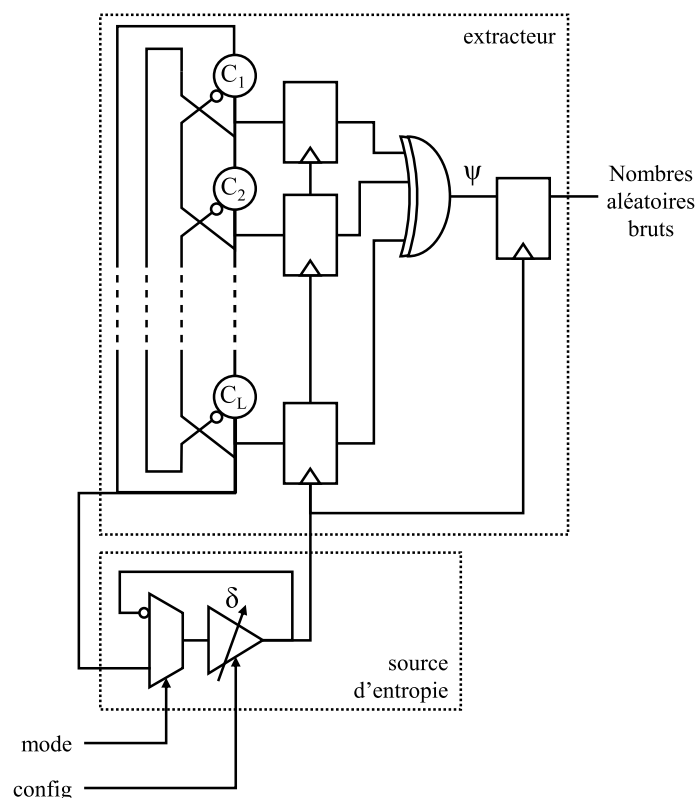 extracteur
C1
C2
CL
ψ
Nombres
aléatoires
bruts
δ
source
d’entropie
mode
config